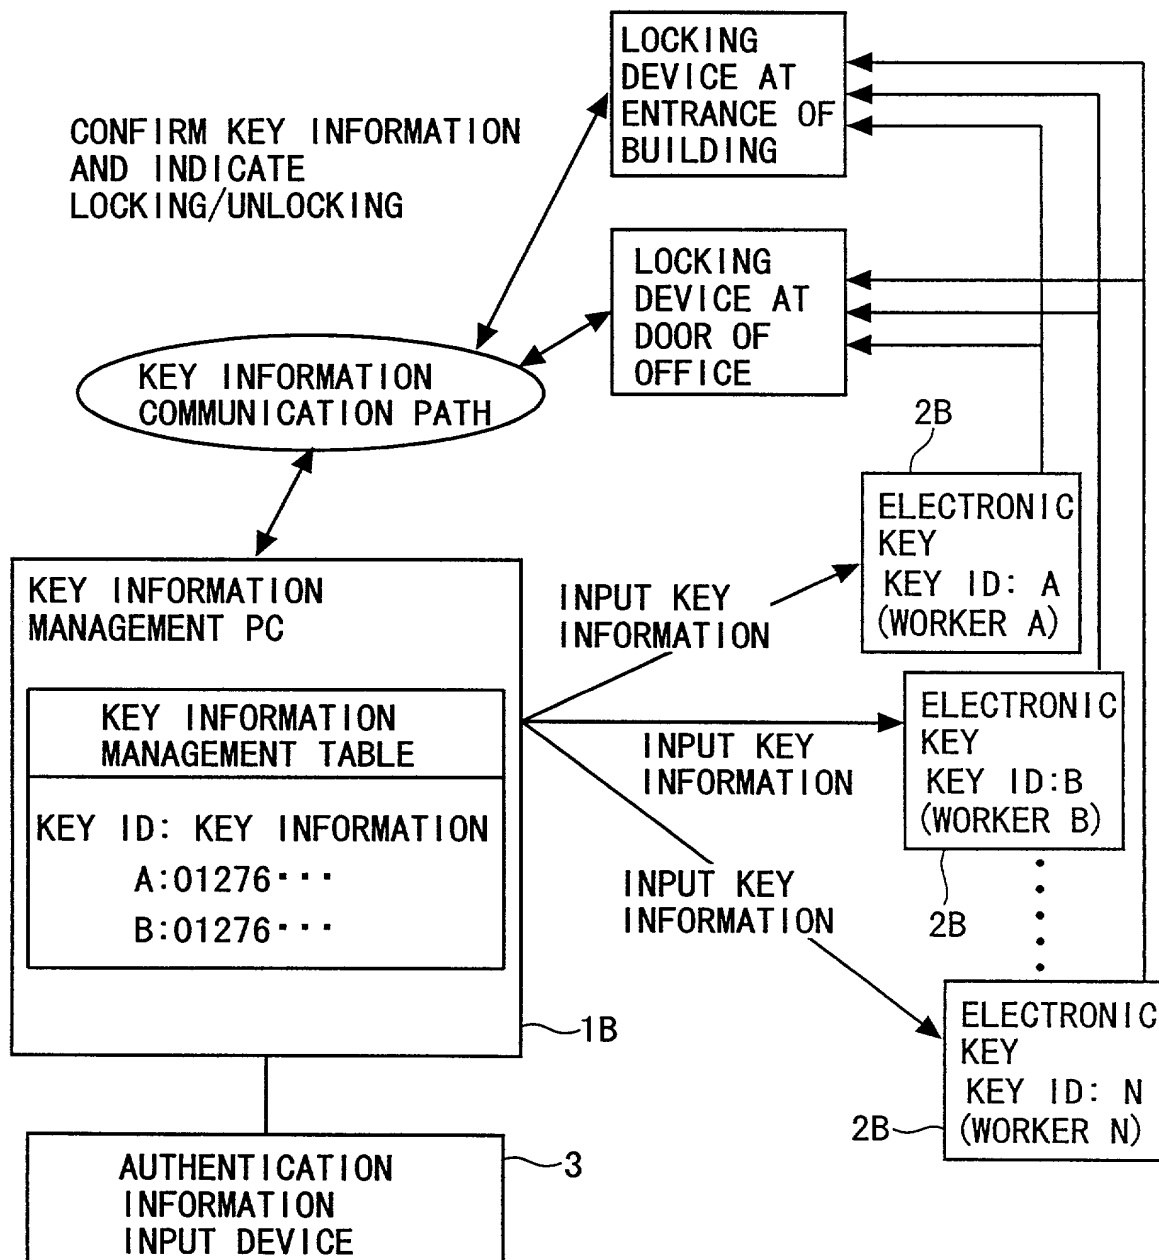 LOCKING
DEVICE AT
ENTRANCE OF
BUILDING
CONFIRM KEY INFORMATION
AND INDICATE
LOCKING/UNLOCKING
LOCKING
DEVICE AT
DOOR OF
OFFICE
KEY INFORMATION
COMMUNICATION PATH
2B
ELECTRONIC
KEY
KEY ID: A
(WORKER A)
KEY INFORMATION
MANAGEMENT PC
INPUT KEY
INFORMATION
KEY INFORMATION
MANAGEMENT TABLE
KEY ID: KEY INFORMATION
A:01276···
B:01276···
INPUT KEY
INFORMATION
ELECTRONIC
KEY
KEY ID:B
(WORKER B)
2B
INPUT KEY
INFORMATION
1B
ELECTRONIC
KEY
KEY ID: N
(WORKER N)
2B
AUTHENTICATION
INFORMATION
INPUT DEVICE
3